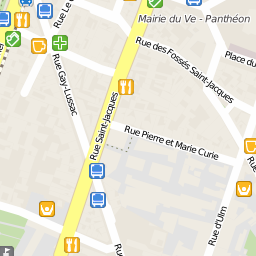 Rue Le
Mairie du Ve - Panthéon
Rue des Fossés Saint-Jacques
Place du
Rue Gay-Lussac
Rue Saint-Jacques
Rue Pierre et Marie Curie
Rue d'Ulm